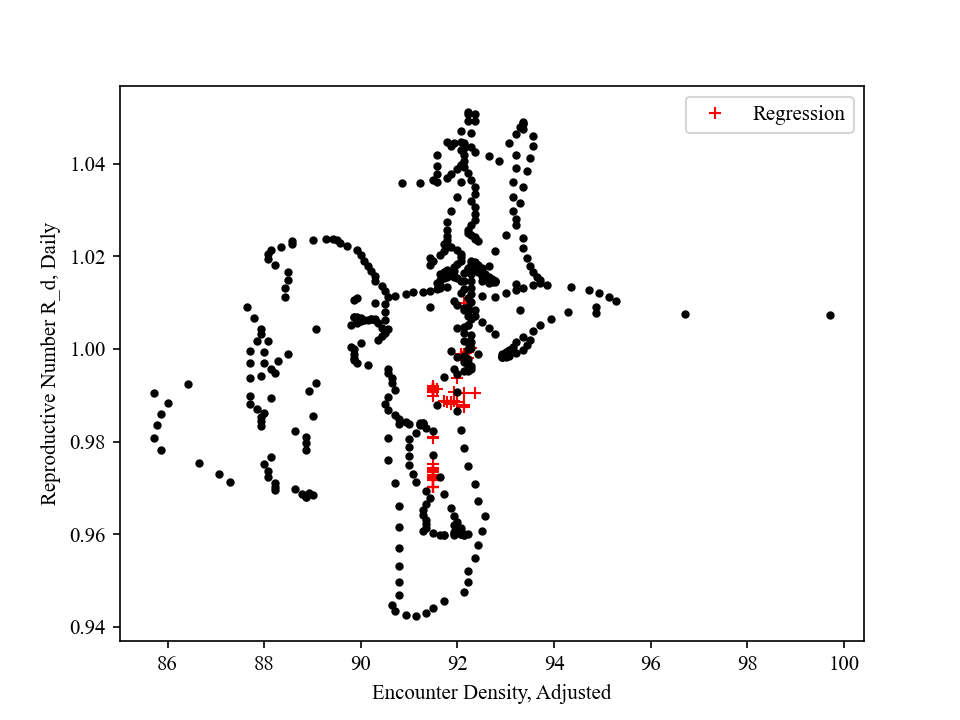 Regression
1.04
1.02
1.00
0.98
0.96
0.94
Reproductive Number R_d, Daily
86 88 90 92 94 96 98 100
Encounter Density, Adjusted